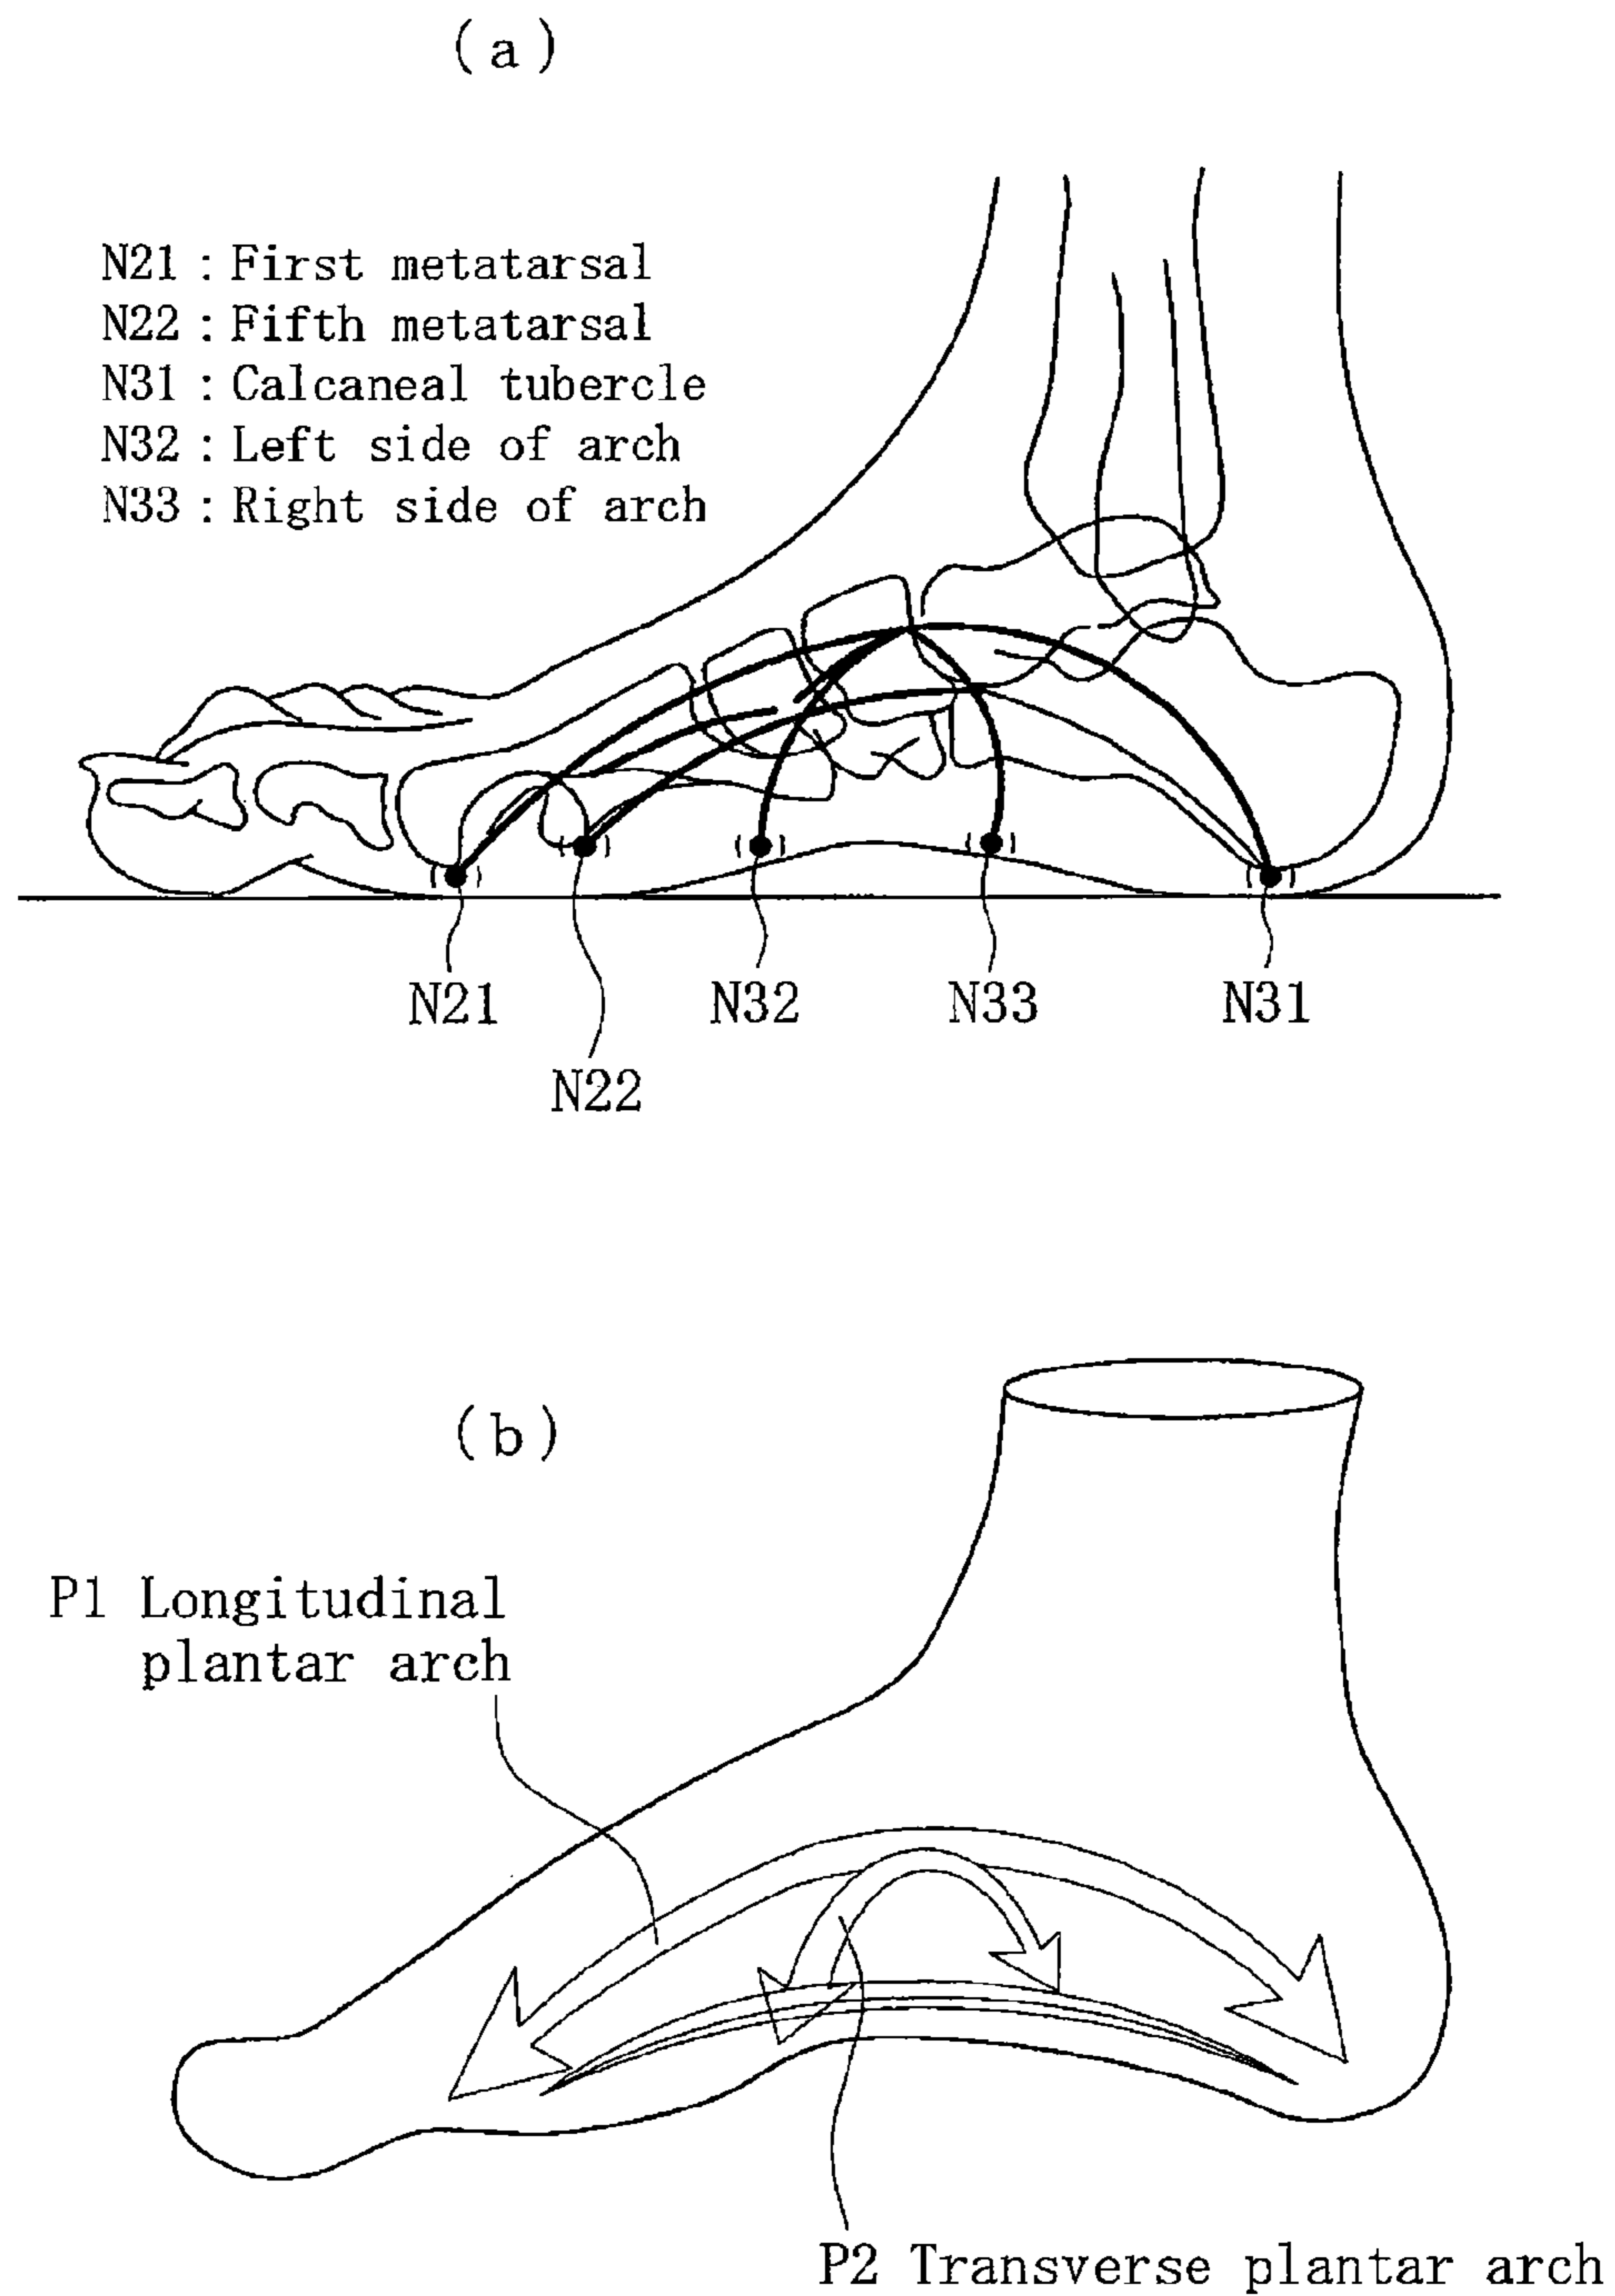 (a)
N21 : First metatarsal
N22 : Fifth metatarsal
N31 : Calcaneal tubercle
N32 : Left side of arch
N33 : Right side of arch
N21
N32
N33
N31
N22
(b)
P1 Longitudinal
plantar arch
P2 Transverse plantar arch